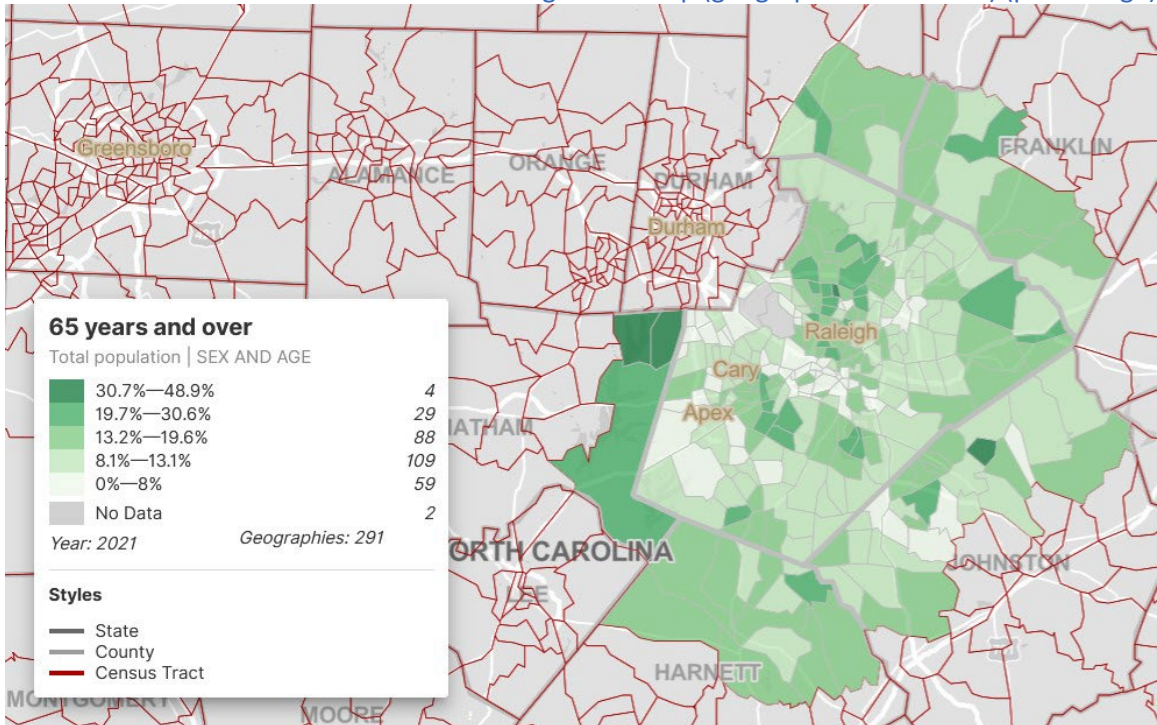 Greensboro
ALAMANCE
ORANGE
DURHAM
Durham
FRANKLIN
Raleigh
Cary
Apex
65 years and over
Total population | SEX AND AGE
30.7%—48.9% 4
19.7%—30.6% 29
13.2%—19.6% 88
8.1%—13.1% 109
0%—8% 59
No Data 2
Year: 2021 Geographies: 291
Styles
State
County
Census Tract
ATHAM
ORTH CAROLINA
LEE
JOHNSTON
HARNETT
MONTGOMERY
MOORE